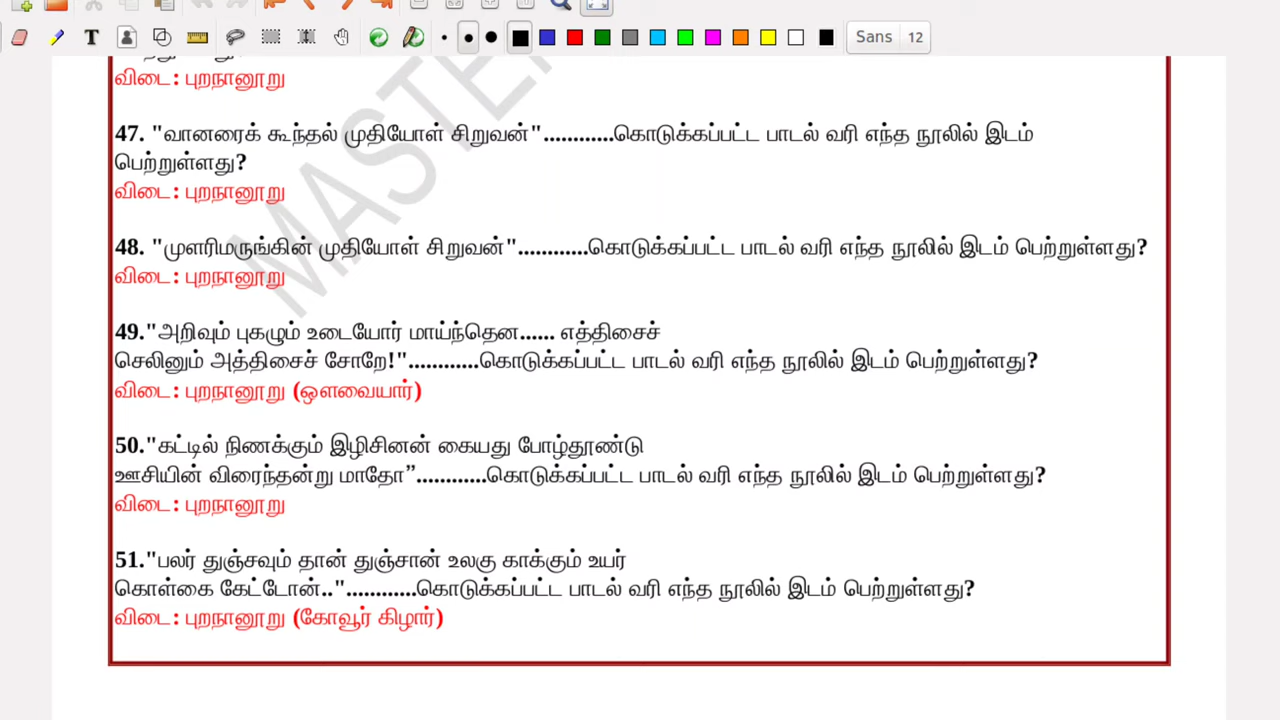 Sans 12
விடை: புறநானூறு
47. "வானரைக் கூந்தல் முதியோள் சிறுவன்"............கொடுக்கப்பட்ட பாடல் வரி எந்த நூலில் இடம்
பெற்றுள்ளது?
விடை: புறநானூறு
48. "முளரிமருங்கின் முதியோள் சிறுவன்"............கொடுக்கப்பட்ட பாடல் வரி எந்த நூலில் இடம் பெற்றுள்ளது?
விடை: புறநானூறு
49."அறிவும் புகழும் உடையோர் மாய்ந்தென...... எத்திசைச்
செலினும் அத்திசைச் சோறே!"............கொடுக்கப்பட்ட பாடல் வரி எந்த நூலில் இடம் பெற்றுள்ளது?
விடை: புறநானூறு (ஔவையார்)
50."கட்டில் நிணக்கும் இழிசினன் கையது போழ்தூண்டு
ஊசியின் விரைந்தன்று மாதோ”............கொடுக்கப்பட்ட பாடல் வரி எந்த நூலில் இடம் பெற்றுள்ளது?
விடை: புறநானூறு
51."பலர் துஞ்சவும் தான் துஞ்சான் உலகு காக்கும் உயர்
கொள்கை கேட்டோன்.."............கொடுக்கப்பட்ட பாடல் வரி எந்த நூலில் இடம் பெற்றுள்ளது?
விடை: புறநானூறு (கோவூர் கிழார்)
MASTER